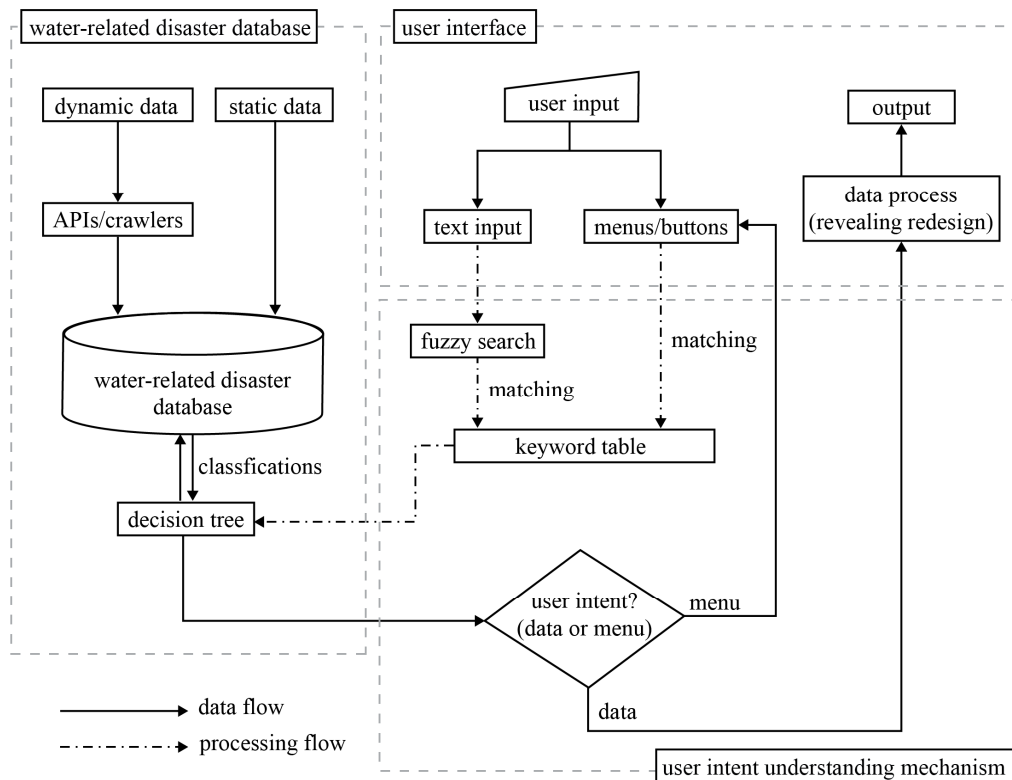 water-related disaster database
user interface
dynamic data
static data
user input
output
APIs/crawlers
text input
menus/buttons
data process
(revealing redesign)
fuzzy search
matching
matching
water-related disaster
database
keyword table
classfications
decision tree
user intent?
(data or menu)
menu
data
data flow
processing flow
user intent understanding mechanism